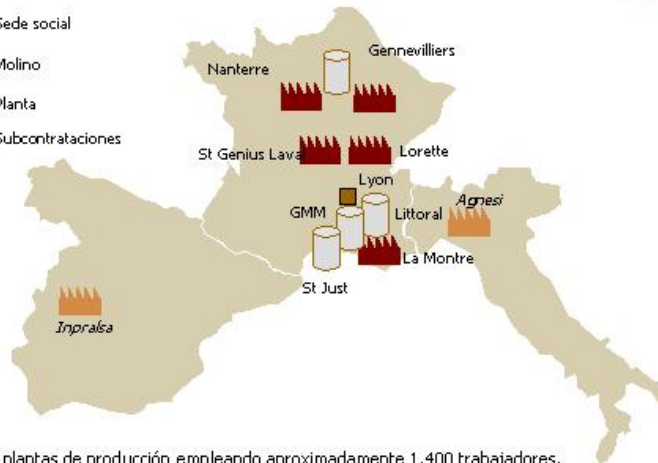 Sede social
Molino
Planta
Subcontrataciones
Gennevilliers
Nanterre
St Genius Lava
Lorette
Lyon
Agnesi
GMM
Littoral
La Montre
St Just
Inpralsa
plantas de producción empleando aproximadamente 1.400 trabajadores.